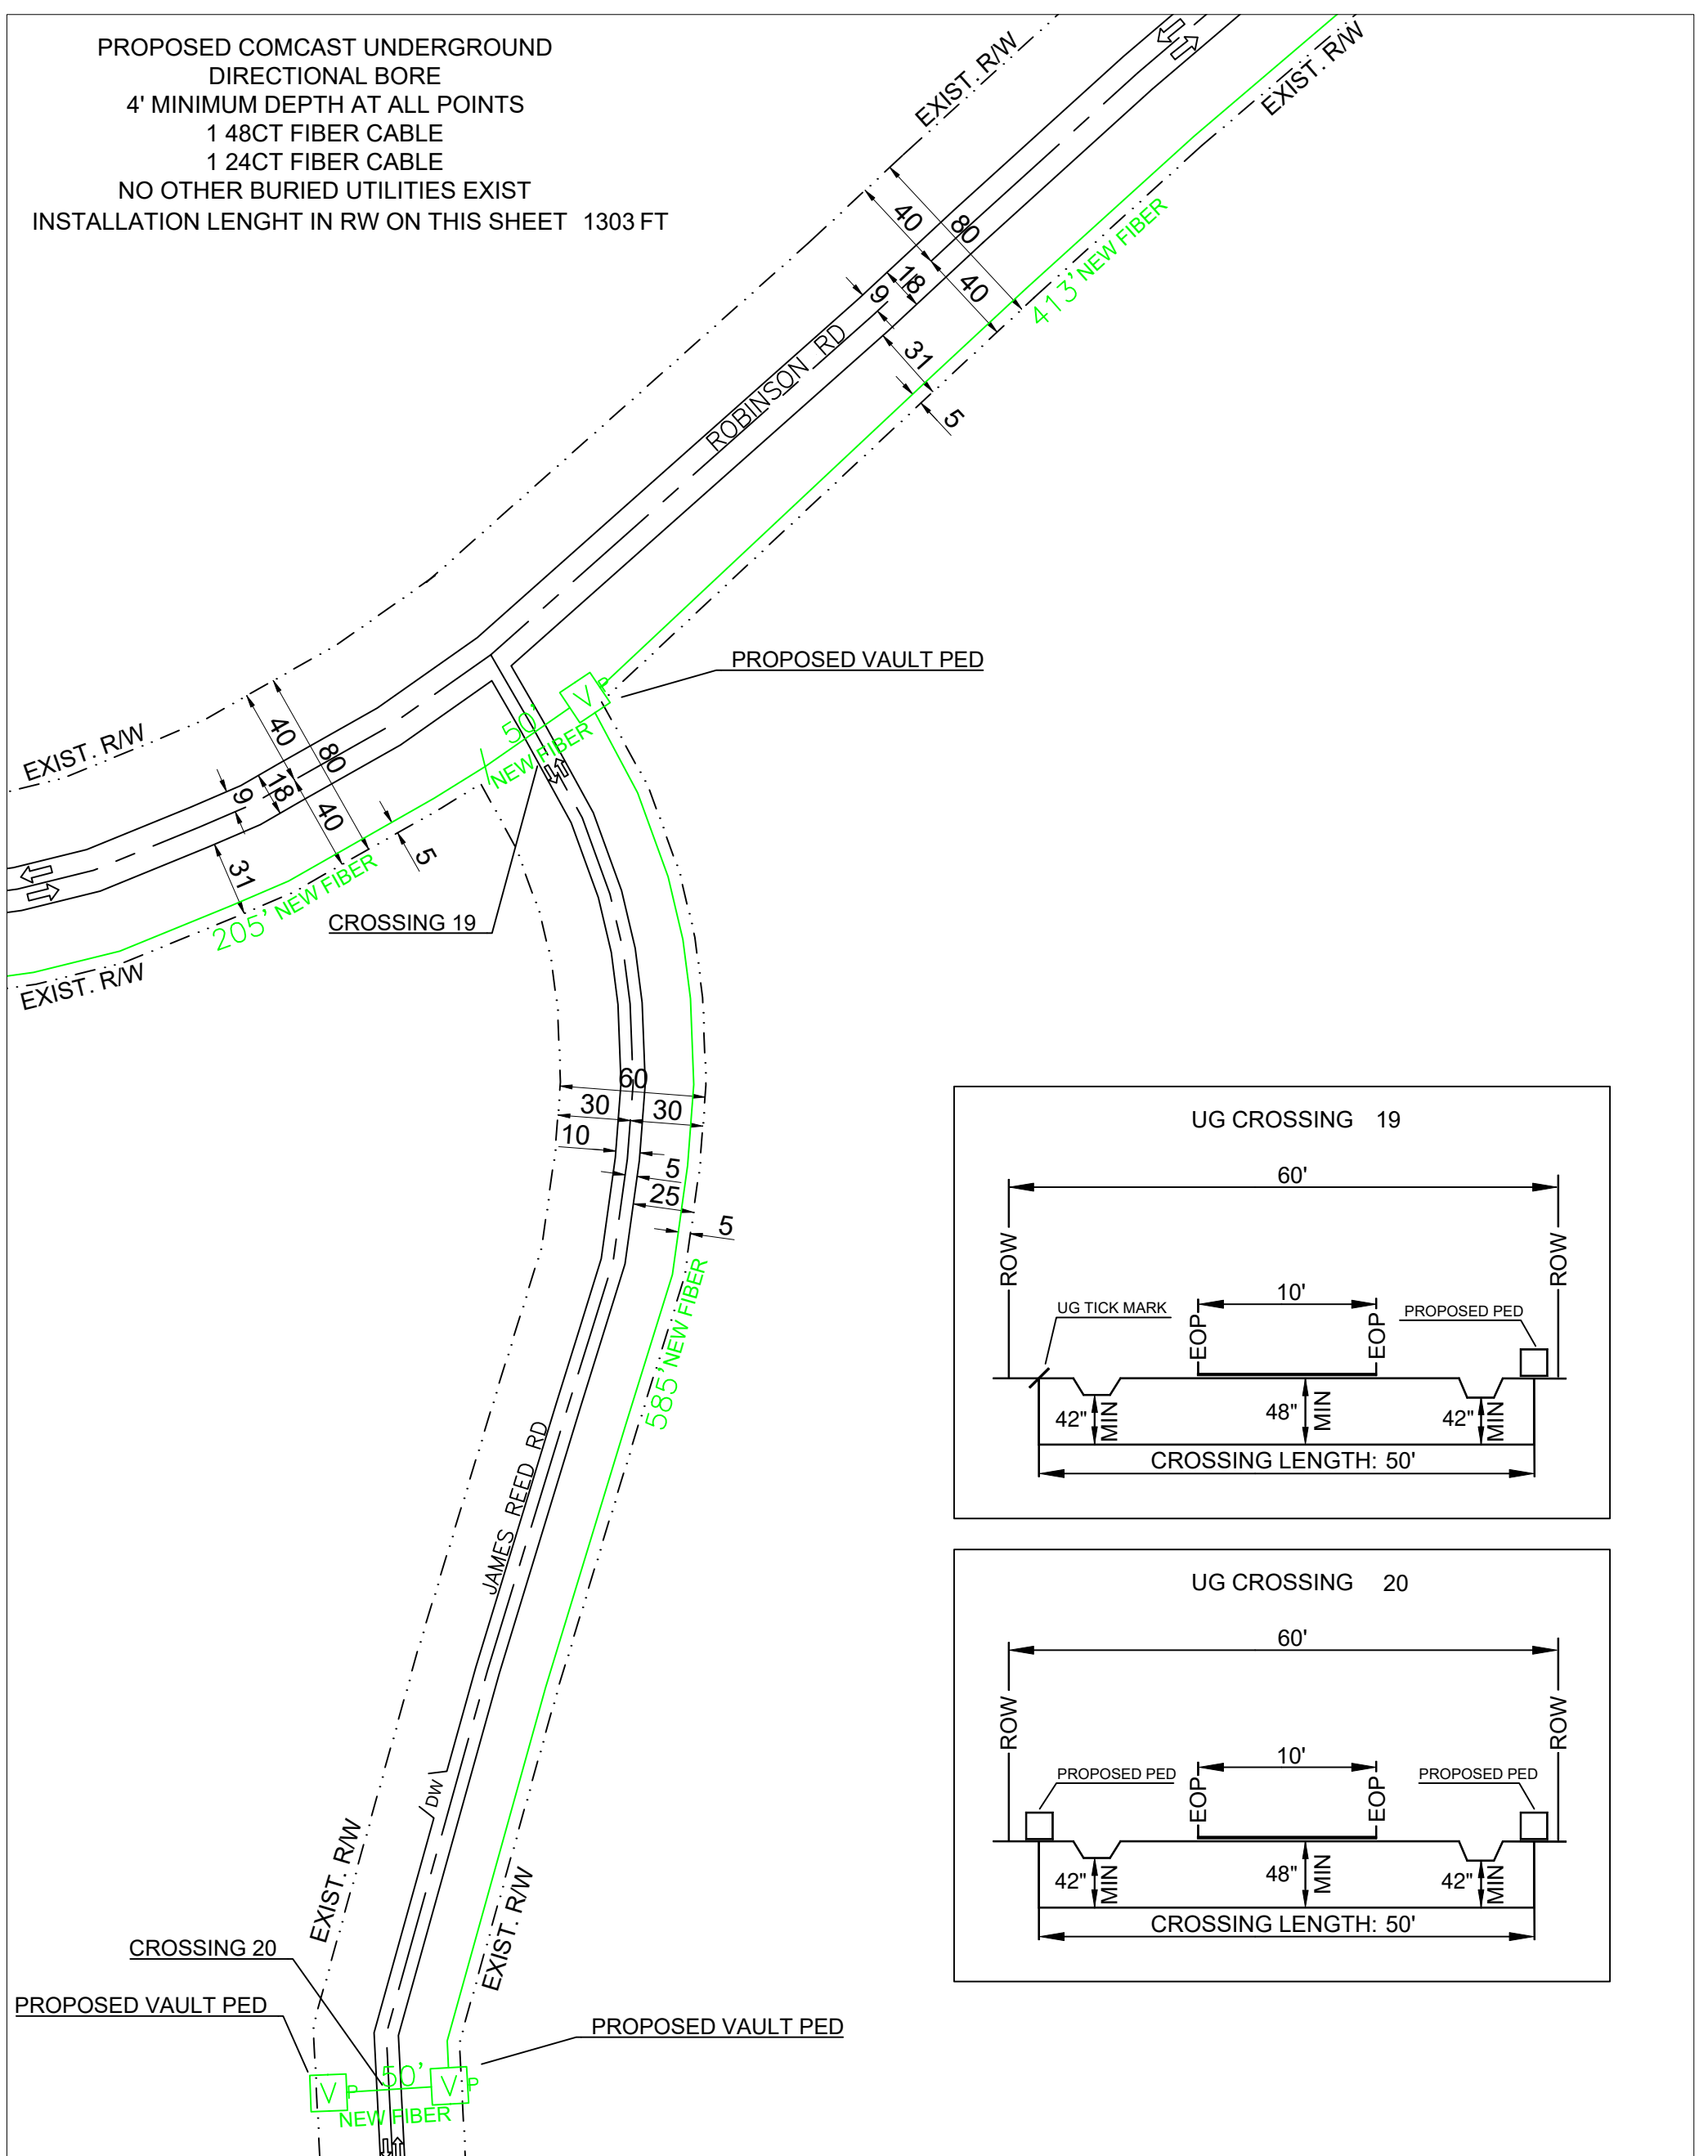 PROPOSED COMCAST UNDERGROUND
DIRECTIONAL BORE
4' MINIMUM DEPTH AT ALL POINTS
1 48CT FIBER CABLE
1 24CT FIBER CABLE
NO OTHER BURIED UTILITIES EXIST
INSTALLATION LENGHT IN RW ON THIS SHEET 1303 FT
EXIST. R/W
EXIST. R/W
40
80
40
18
9
31
5
413' NEW FIBER
ROBINSON RD
PROPOSED VAULT PED
V
P
50'
NEW FIBER
EXIST. R/W
40
80
18
9
40
31
5
205' NEW FIBER
CROSSING 19
EXIST. R/W
60
30
30
10
5
25
5
585' NEW FIBER
JAMES REED RD
DW
EXIST. R/W
EXIST. R/W
CROSSING 20
PROPOSED VAULT PED
PROPOSED VAULT PED
V
P
50'
V
P
NEW FIBER
UG CROSSING 19
60'
ROW
ROW
10'
UG TICK MARK
PROPOSED PED
EOP
EOP
42"
MIN
48"
MIN
42"
MIN
CROSSING LENGTH: 50'
UG CROSSING 20
60'
ROW
ROW
10'
PROPOSED PED
PROPOSED PED
EOP
EOP
42"
MIN
48"
MIN
42"
MIN
CROSSING LENGTH: 50'